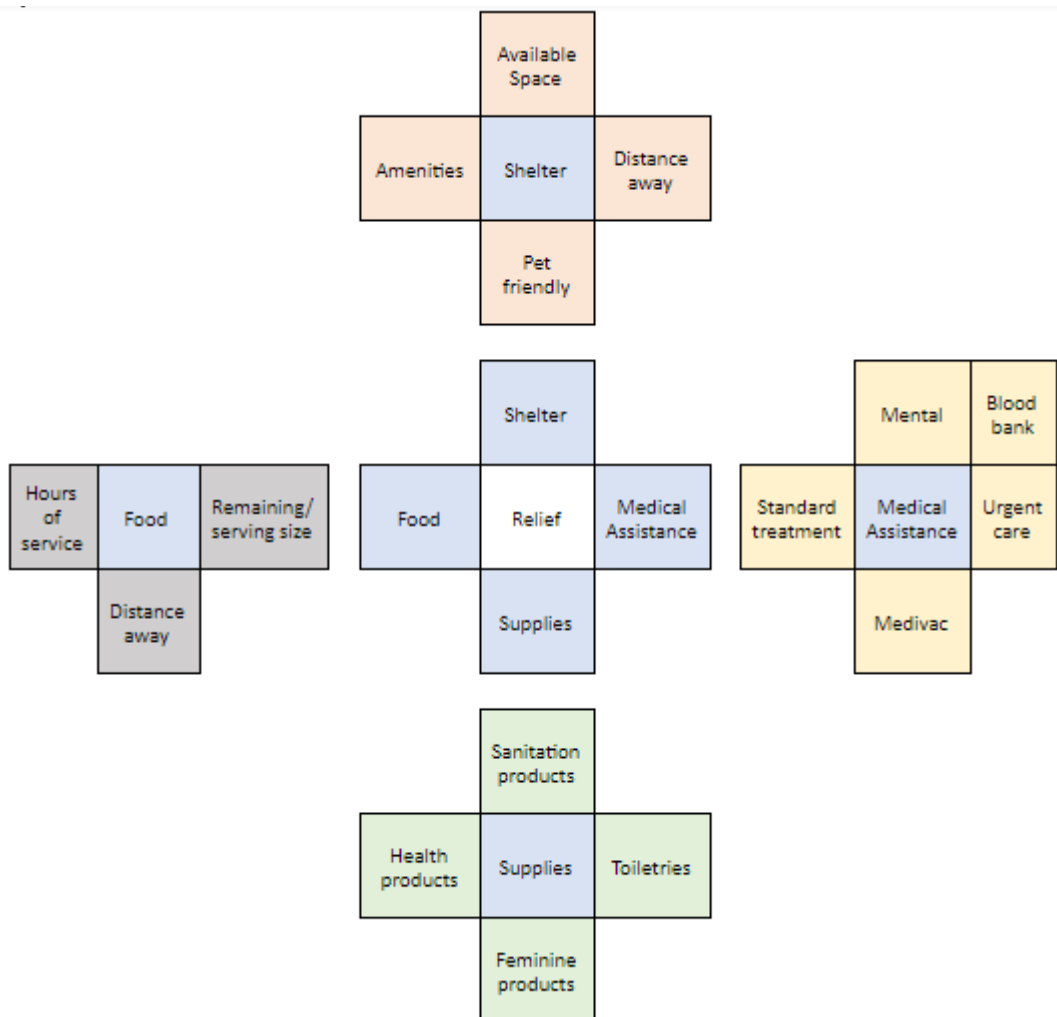 Available
Space
Amenities
Shelter
Distance
away
Pet
friendly
Shelter
Mental
Blood
bank
Hours
of
service
Food
Remaining/
serving size
Food
Relief
Medical
Assistance
Standard
treatment
Medical
Assistance
Urgent
care
Distance
away
Supplies
Medivac
Sanitation
products
Health
products
Supplies
Toiletries
Feminine
products